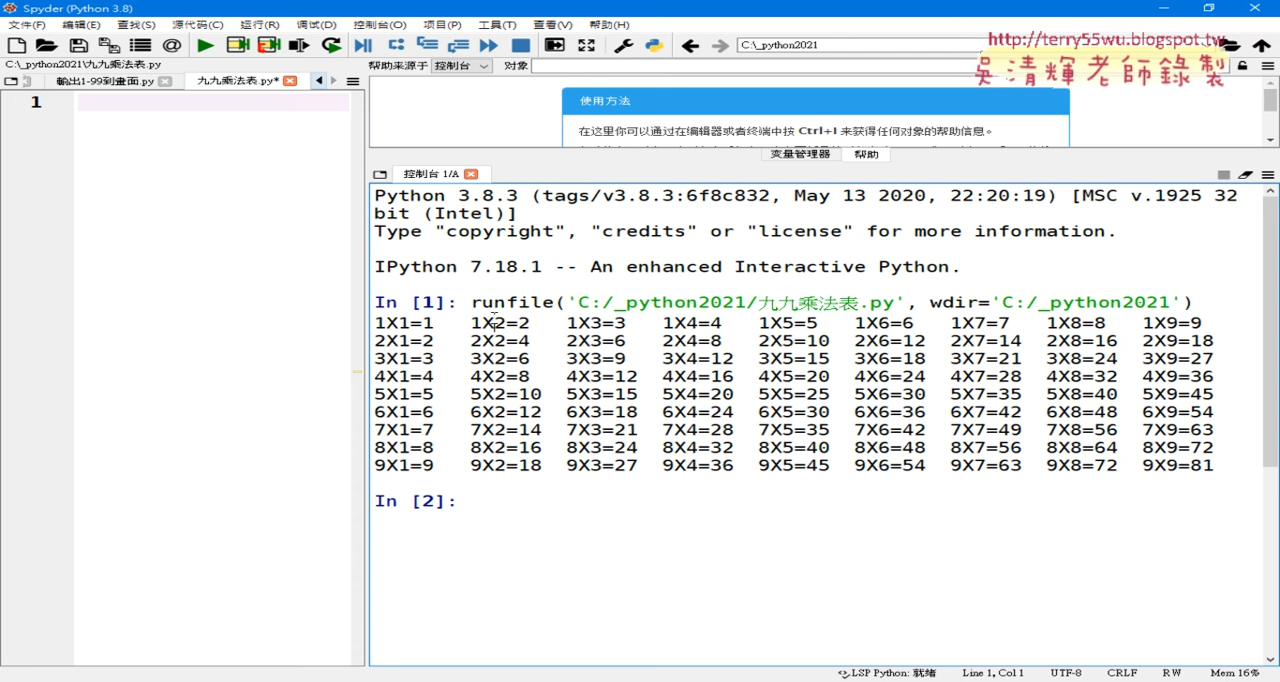 Spyder (Python 3.8)
文件(F) 编辑(E) 查找(S) 源代码(C) 运行(R) 调试(D) 控制台(O) 项目(P) 工具(T) 查看(V) 帮助(H)
C:\_python2021
http://terry55wu.blogspot.tw
吳清輝老師錄製
C:\_python2021\九九乘法表.py
帮助来源于 控制台 对象
輸出1-99到畫面.py 九九乘法表.py*
1
使用方法
在这里你可以通过在编辑器或者终端中按 Ctrl+I 来获得任何对象的帮助信息。
变量管理器 帮助
控制台 1/A
Python 3.8.3 (tags/v3.8.3:6f8c832, May 13 2020, 22:20:19) [MSC v.1925 32
bit (Intel)]
Type "copyright", "credits" or "license" for more information.
IPython 7.18.1 -- An enhanced Interactive Python.
In [1]: runfile('C:/_python2021/九九乘法表.py', wdir='C:/_python2021')
1X1=1 1X2=2 1X3=3 1X4=4 1X5=5 1X6=6 1X7=7 1X8=8 1X9=9
2X1=2 2X2=4 2X3=6 2X4=8 2X5=10 2X6=12 2X7=14 2X8=16 2X9=18
3X1=3 3X2=6 3X3=9 3X4=12 3X5=15 3X6=18 3X7=21 3X8=24 3X9=27
4X1=4 4X2=8 4X3=12 4X4=16 4X5=20 4X6=24 4X7=28 4X8=32 4X9=36
5X1=5 5X2=10 5X3=15 5X4=20 5X5=25 5X6=30 5X7=35 5X8=40 5X9=45
6X1=6 6X2=12 6X3=18 6X4=24 6X5=30 6X6=36 6X7=42 6X8=48 6X9=54
7X1=7 7X2=14 7X3=21 7X4=28 7X5=35 7X6=42 7X7=49 7X8=56 7X9=63
8X1=8 8X2=16 8X3=24 8X4=32 8X5=40 8X6=48 8X7=56 8X8=64 8X9=72
9X1=9 9X2=18 9X3=27 9X4=36 9X5=45 9X6=54 9X7=63 9X8=72 9X9=81
In [2]:
LSP Python: 就绪 Line 1, Col 1 UTF-8 CRLF RW Mem 16%